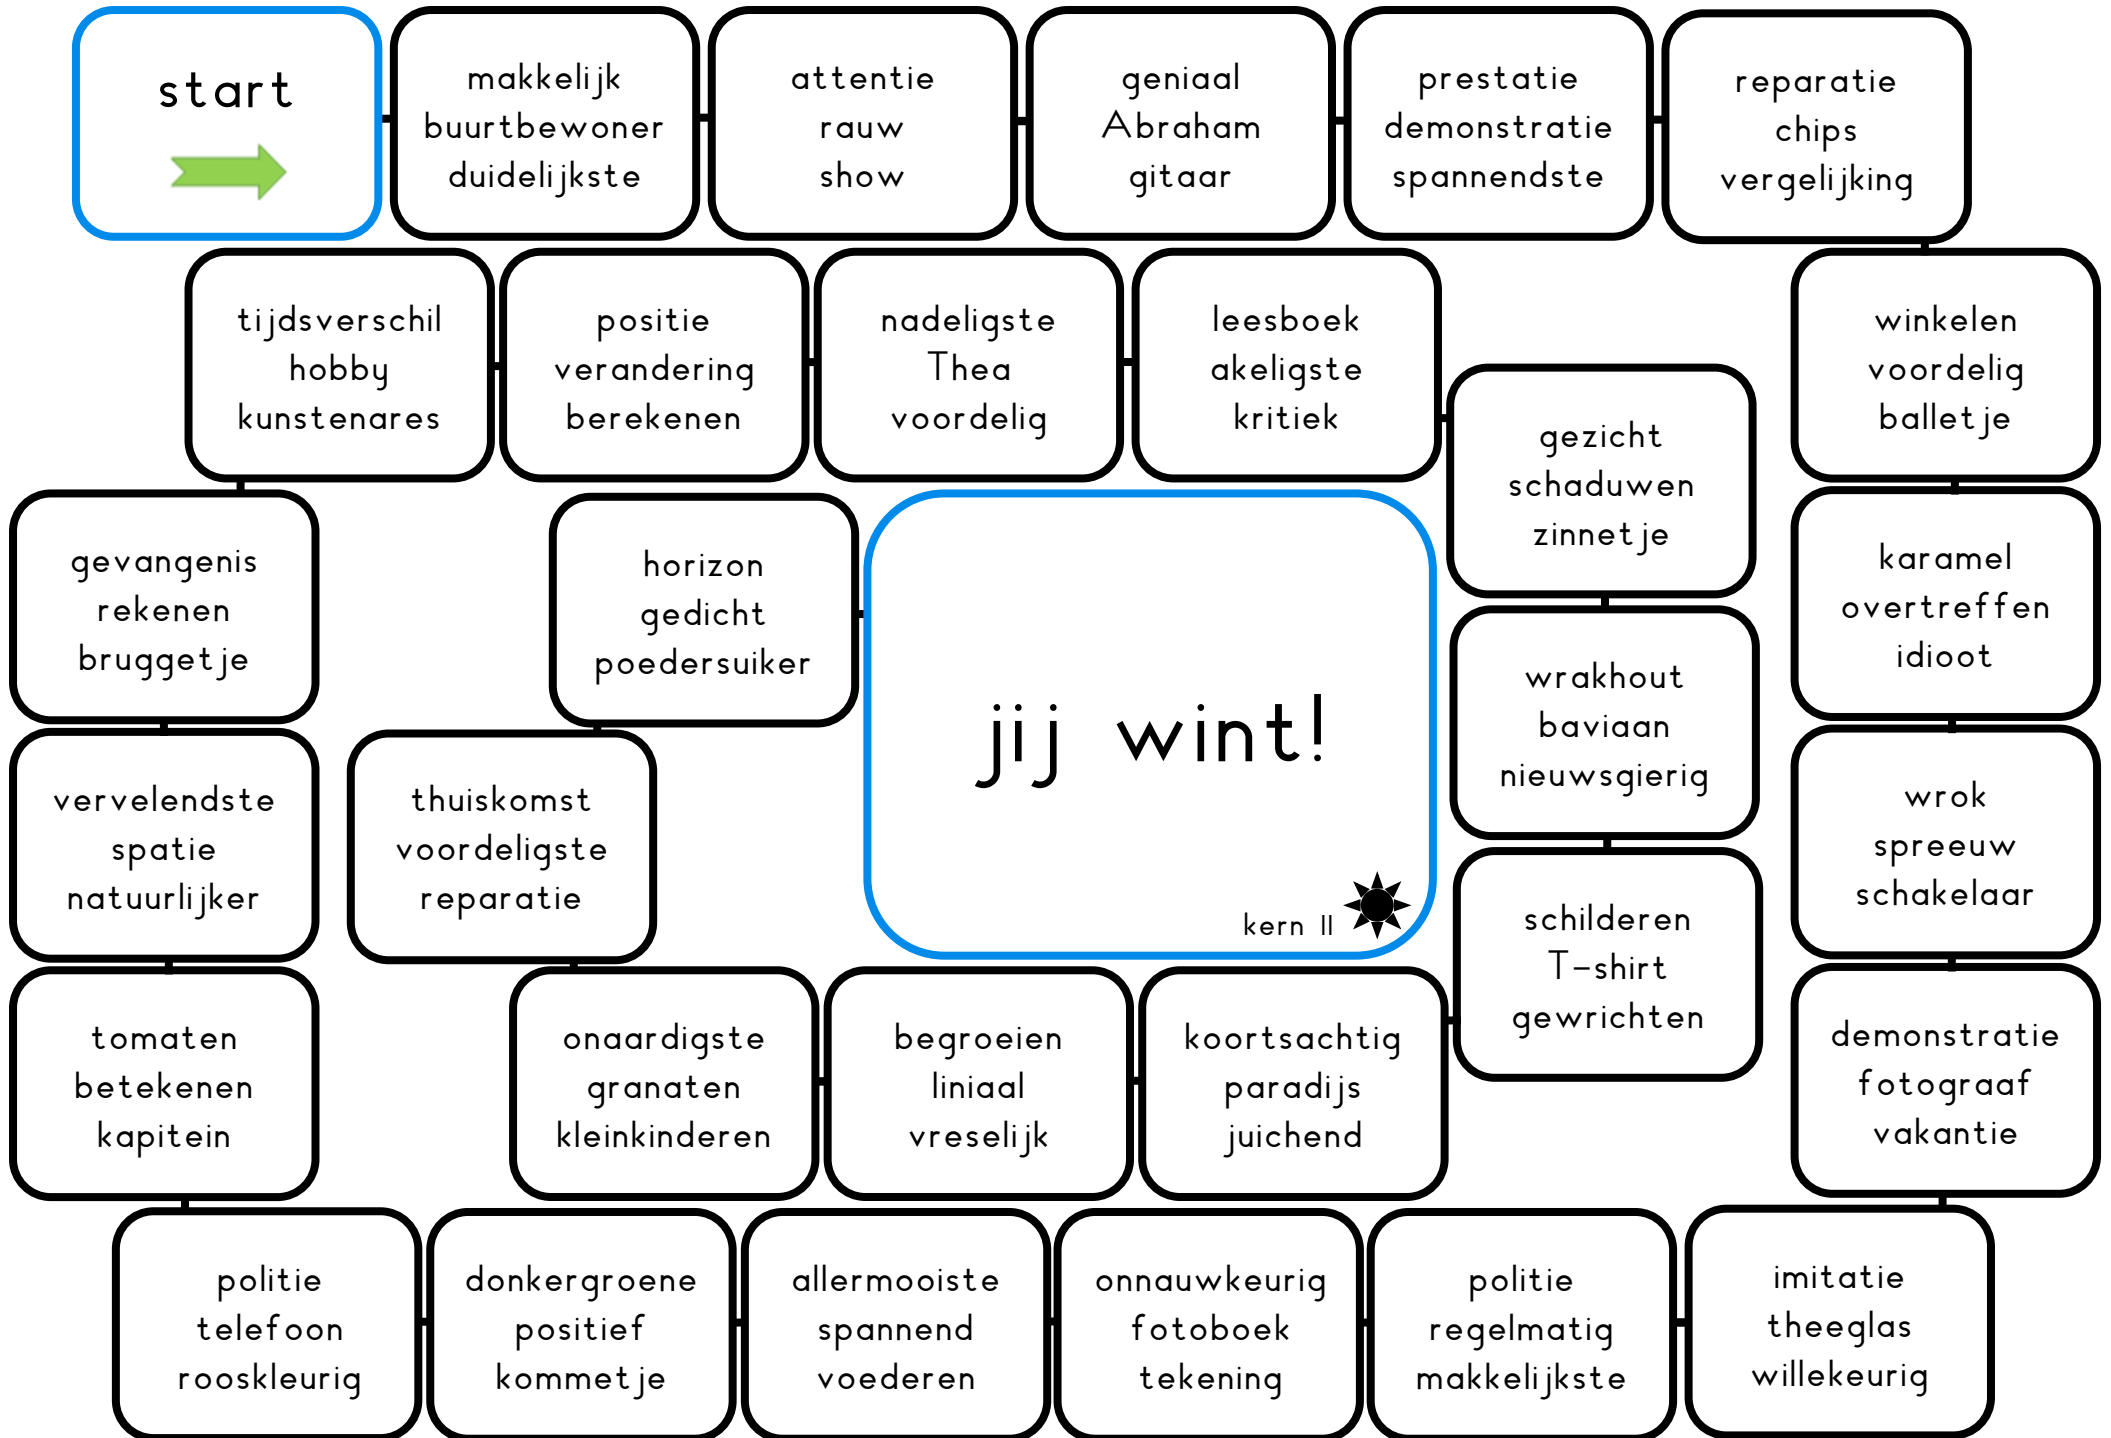 start
makkelijk
buurtbewoner
duidelijkste
attentie
rauw
show
geniaal
Abraham
gitaar
prestatie
demonstratie
spannendste
reparatie
chips
vergelijking
winkelen
voordelig
balletje
karamel
overtreffen
idioot
wrok
spreeuw
schakelaar
demonstratie
fotograaf
vakantie
imitatie
theeglas
willekeurig
politie
regelmatig
makkelijkste
onnauwkeurig
fotoboek
tekening
allermooiste
spannend
voederen
donkergroene
positief
kommetje
politie
telefoon
rooskleurig
tomaten
betekenen
kapitein
vervelendste
spatie
natuurlijker
gevangenis
rekenen
bruggetje
tijdsverschil
hobby
kunstenares
positie
verandering
berekenen
nadeligste
Thea
voordelig
leesboek
akeligste
kritiek
gezicht
schaduwen
zinnetje
wrakhout
baviaan
nieuwsgierig
schilderen
T-shirt
gewrichten
koortsachtig
paradijs
juichend
begroeien
liniaal
vreselijk
onaardigste
granaten
kleinkinderen
thuiskomst
voordeligste
reparatie
horizon
gedicht
poedersuiker
jij wint!
kern 11